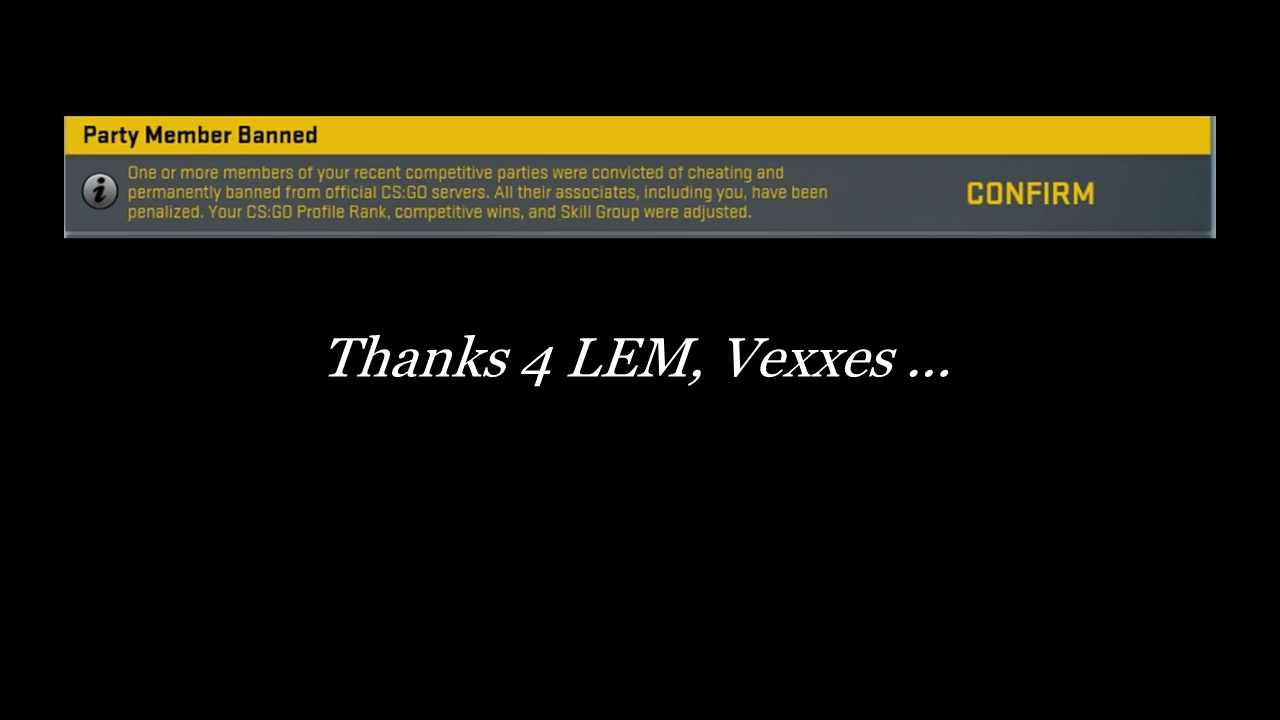 Party Member Banned
One or more members of your recent competitive parties were convicted of cheating and
permanently banned from official CS:GO servers. All their associates, including you, have been
penalized. Your CS:GO Profile Rank, competitive wins, and Skill Group were adjusted.
CONFIRM
Thanks 4 LEM, Vexxes ...